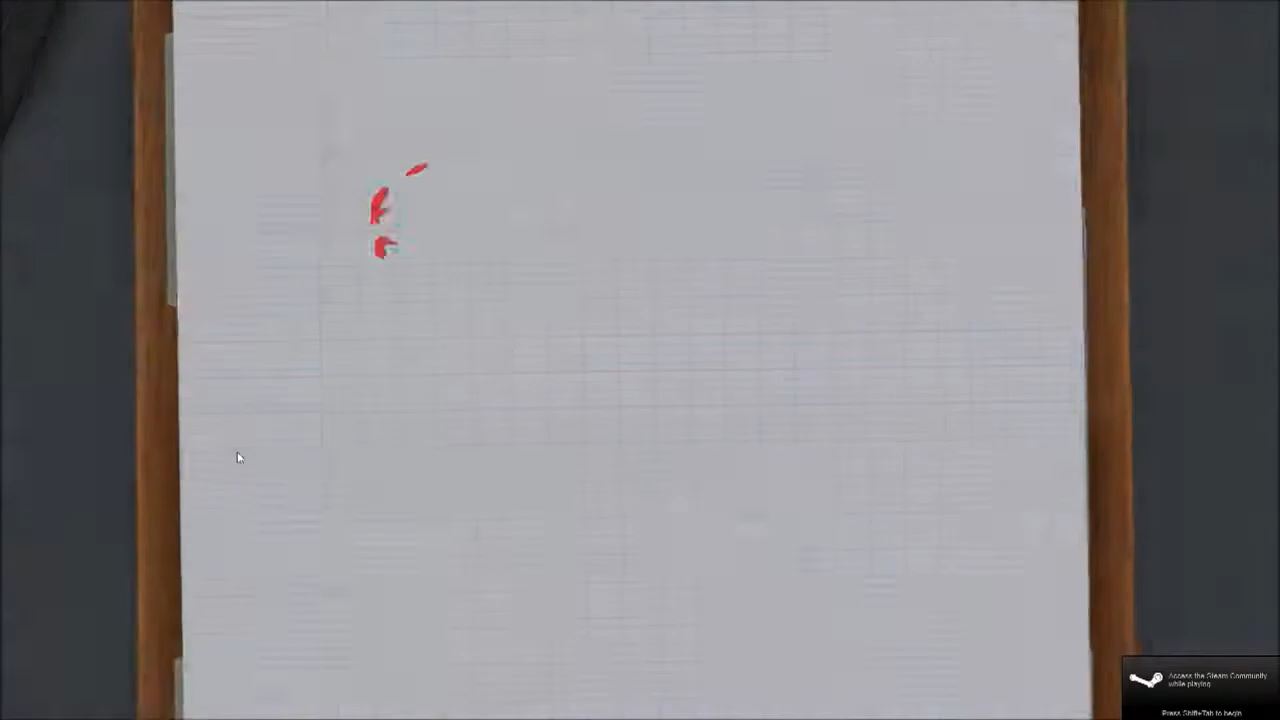 Access the Steam Community
while playing
Press Shift+Tab to begin